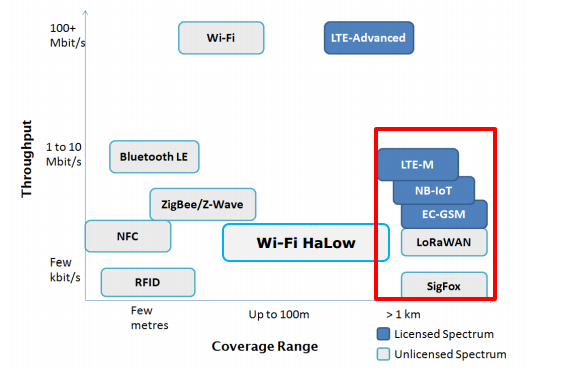 100+
Mbit/s
Wi-Fi
LTE-Advanced
Throughput
1 to 10
Mbit/s
Bluetooth LE
LTE-M
NB-IoT
ZigBee/Z-Wave
EC-GSM
NFC
Wi-Fi HaLow
LoRaWAN
Few
kbit/s
RFID
SigFox
Few
metres
Up to 100m
> 1 km
Coverage Range
Licensed Spectrum
Unlicensed Spectrum